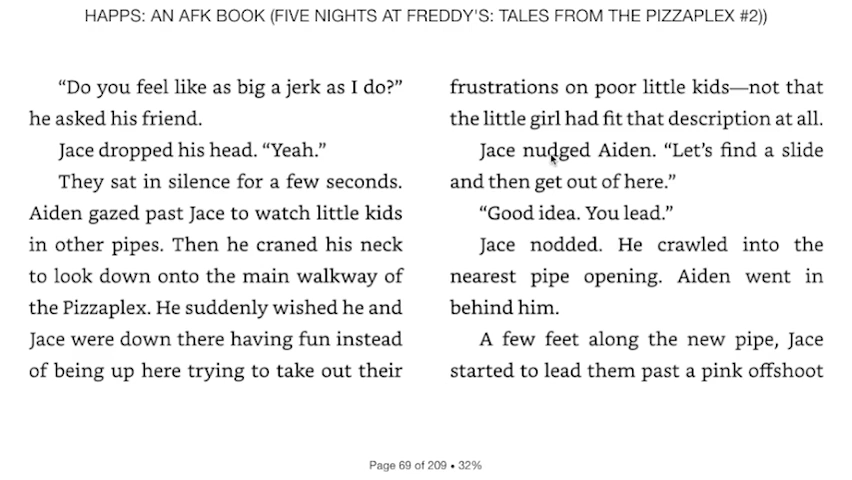 HAPPS: AN AFK BOOK (FIVE NIGHTS AT FREDDY'S: TALES FROM THE PIZZAPLEX #2))
“Do you feel like as big a jerk as I do?”
he asked his friend.
Jace dropped his head. “Yeah.”
They sat in silence for a few seconds.
Aiden gazed past Jace to watch little kids
in other pipes. Then he craned his neck
to look down onto the main walkway of
the Pizzaplex. He suddenly wished he and
Jace were down there having fun instead
of being up here trying to take out their
frustrations on poor little kids—not that
the little girl had fit that description at all.
Jace nudged Aiden. “Let’s find a slide
and then get out of here.”
“Good idea. You lead.”
Jace nodded. He crawled into the
nearest pipe opening. Aiden went in
behind him.
A few feet along the new pipe, Jace
started to lead them past a pink offshoot
Page 69 of 209 • 32%